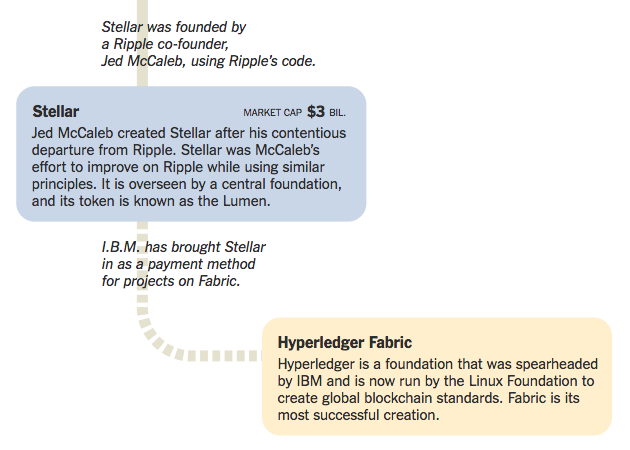 Stellar was founded by
a Ripple co-founder,
Jed McCaleb, using Ripple's code.
Stellar MARKET CAP $3 BIL.
Jed McCaleb created Stellar after his contentious
departure from Ripple. Stellar was McCaleb's
effort to improve on Ripple while using similar
principles. It is overseen by a central foundation,
and its token is known as the Lumen.
I.B.M. has brought Stellar
in as a payment method
for projects on Fabric.
Hyperledger Fabric
Hyperledger is a foundation that was spearheaded
by IBM and is now run by the Linux Foundation to
create global blockchain standards. Fabric is its
most successful creation.